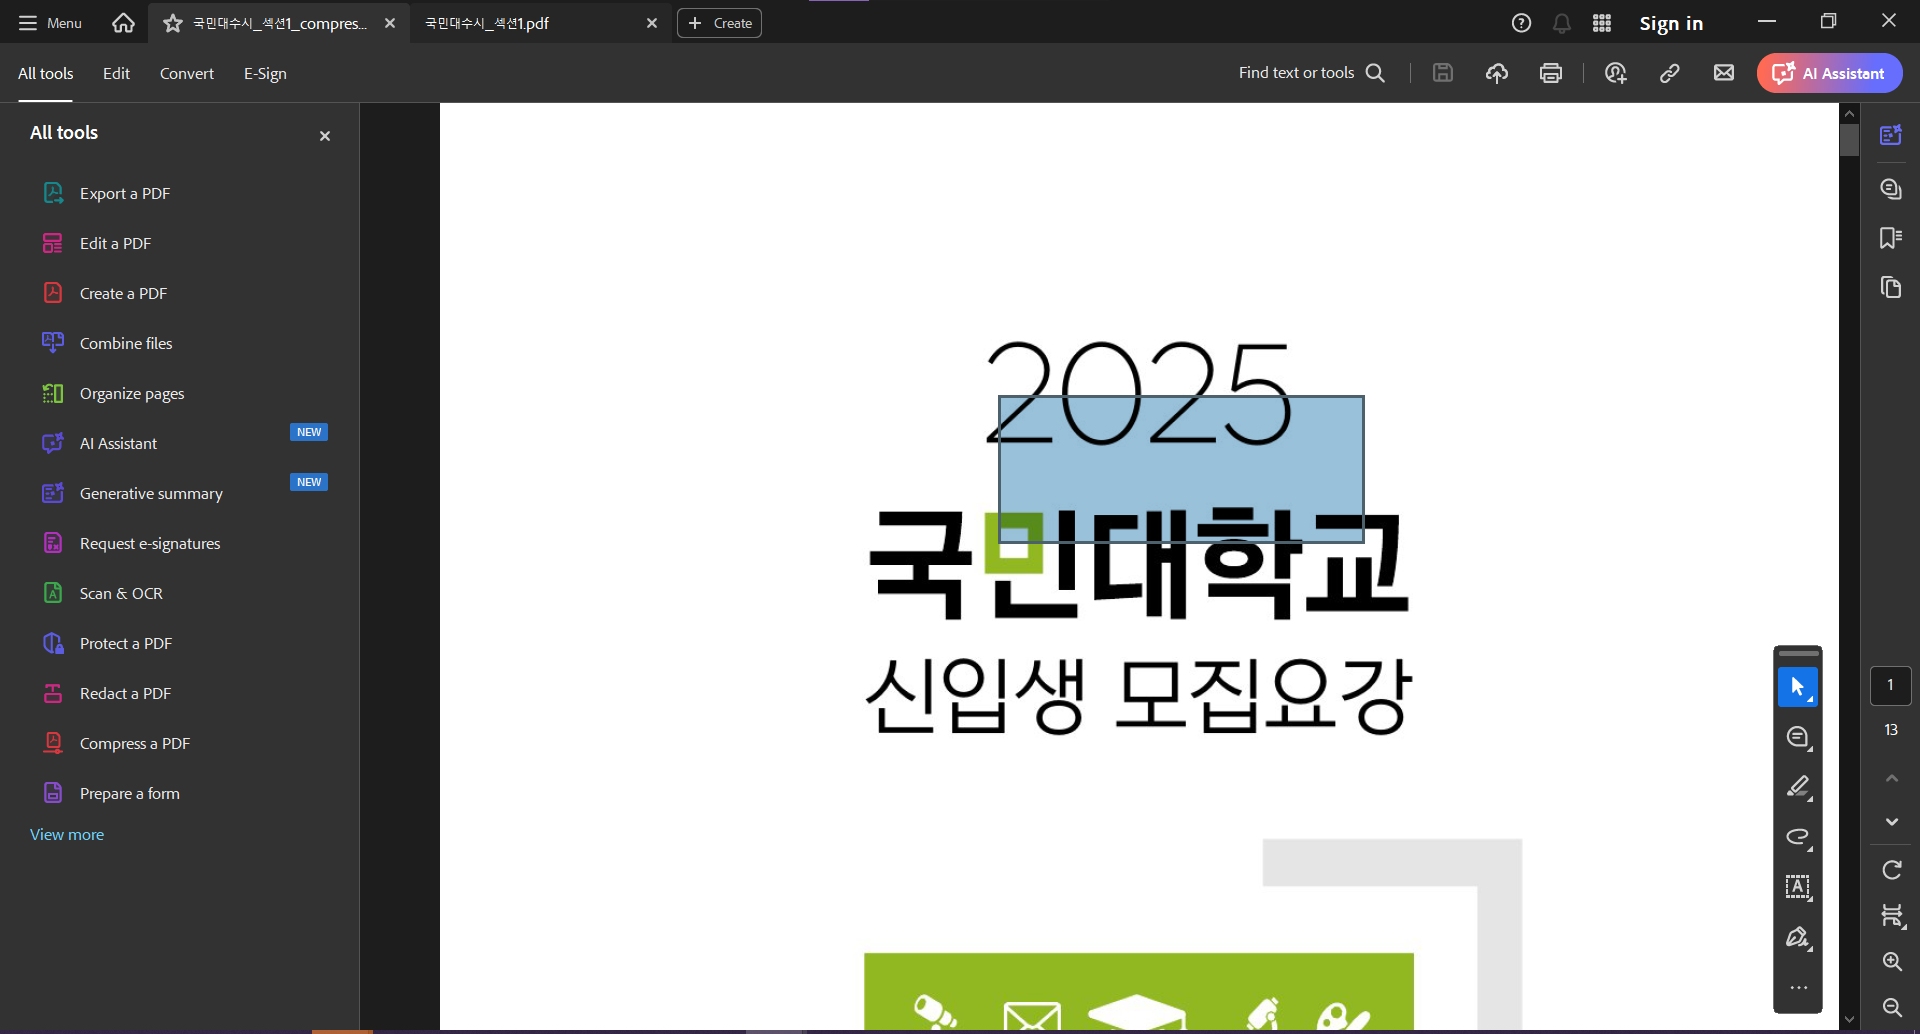 Menu
국민대수시_섹션1_compres...
국민대수시_섹션1.pdf
Create
Sign in
All tools
Edit
Convert
E-Sign
Find text or tools
AI Assistant
All tools
Export a PDF
Edit a PDF
Create a PDF
Combine files
Organize pages
AI Assistant
NEW
Generative summary
NEW
Request e-signatures
Scan & OCR
Protect a PDF
Redact a PDF
Compress a PDF
Prepare a form
View more
2025
국민대학교
신입생 모집요강
1
13